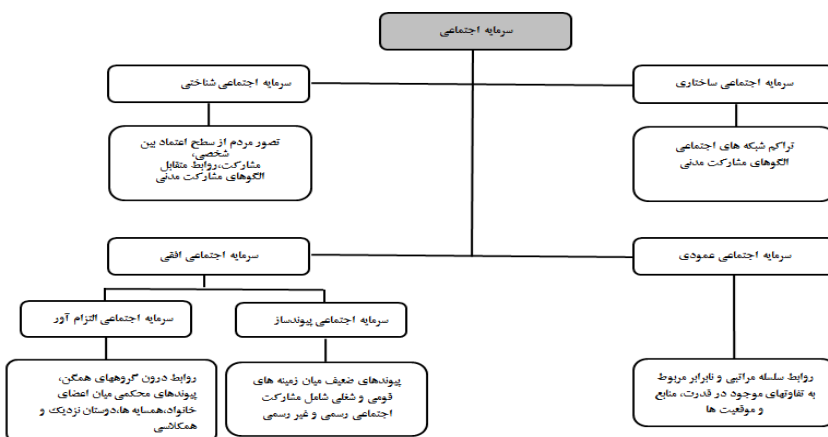 سرمایه اجتماعی
سرمایه اجتماعی ساختاری
سرمایه اجتماعی شناختی
تراکم شبکه های اجتماعی
الگوهای مشارکت مدنی
تصور مردم از سطح اعتماد بین
شخصی،
مشارکت،روابط متقابل
الگوهای مشارکت مدنی
سرمایه اجتماعی عمودی
سرمایه اجتماعی افقی
روابط سلسله مراتبی و نابرابر مربوط
به تفاوتهای موجود در قدرت، منابع
و موقعیت ها
سرمایه اجتماعی پیوندساز
سرمایه اجتماعی التزام آور
پیوندهای ضعیف میان زمینه های
قومی و شغلی شامل مشارکت
اجتماعی رسمی و غیر رسمی
روابط درون گروههای همگن،
پیوندهای محکمی میان اعضای
خانواد،همسایه ها،دوستان نزدیک و
همکلاسی